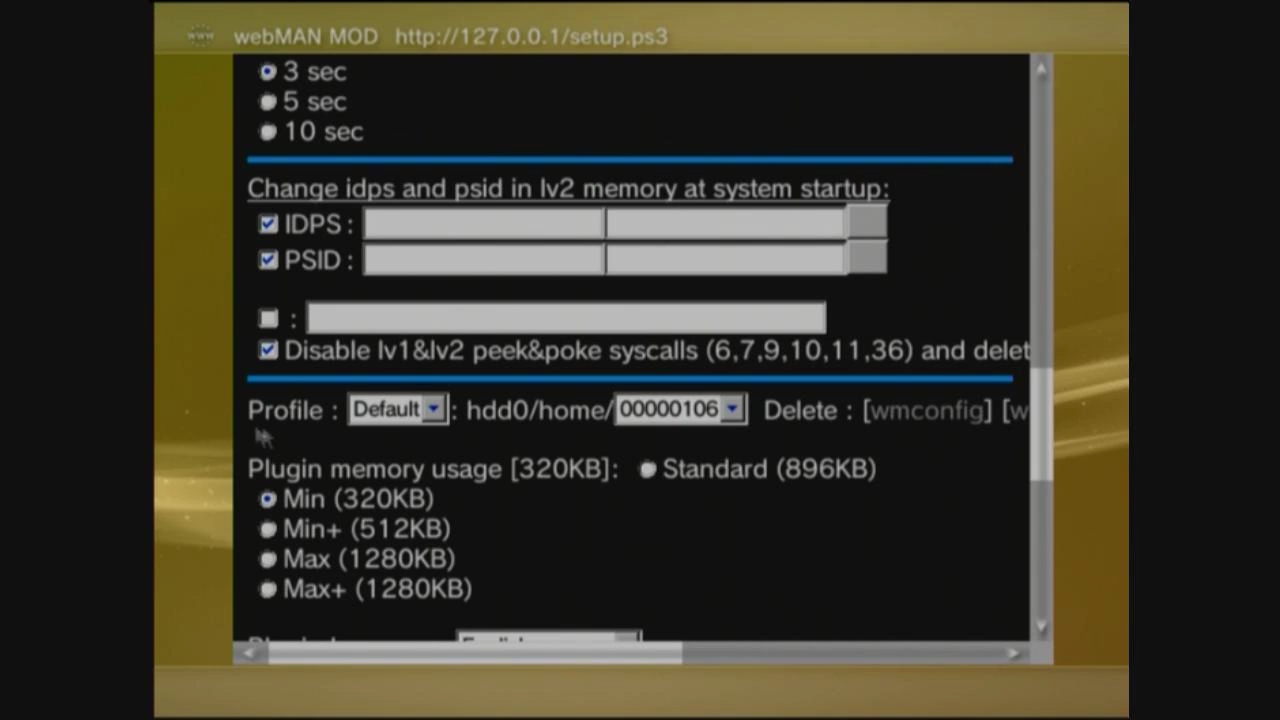 www webMAN MOD http://127.0.0.1/setup.ps3
3 sec
5 sec
10 sec
Change idps and psid in lv2 memory at system startup:
IDPS :
PSID :
:
Disable lv1&lv2 peek&poke syscalls (6,7,9,10,11,36) and delet
Profile : Default : hdd0/home/ 00000106 Delete : [wmconfig] [w
Plugin memory usage [320KB]: Standard (896KB)
Min (320KB)
Min+ (512KB)
Max (1280KB)
Max+ (1280KB)